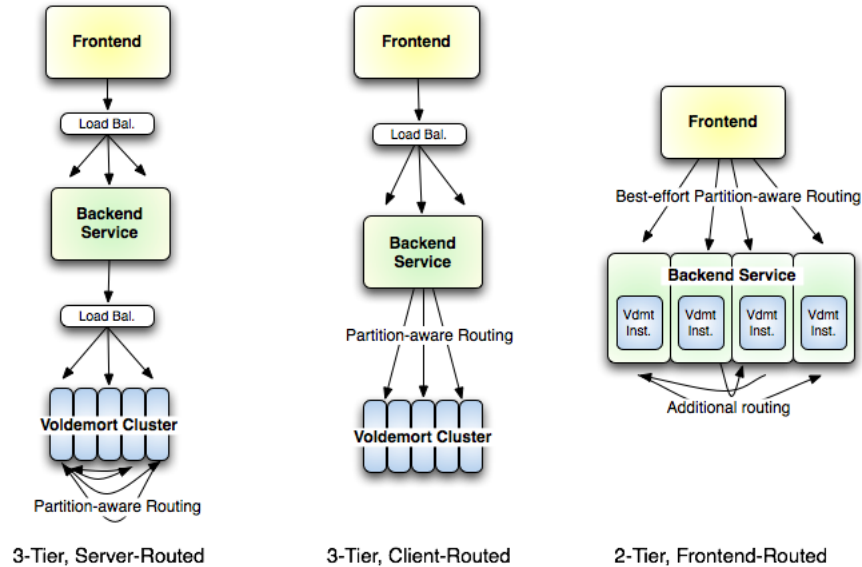 Frontend
Load Bal.
Backend
Service
Load Bal.
Voldemort Cluster
Partition-aware Routing
3-Tier, Server-Routed
Frontend
Load Bal.
Backend
Service
Partition-aware Routing
Voldemort Cluster
3-Tier, Client-Routed
Frontend
Best-effort Partition-aware Routing
Backend Service
Vdmt
Inst.
Vdmt
Inst.
Vdmt
Inst.
Vdmt
Inst.
Additional routing
2-Tier, Frontend-Routed